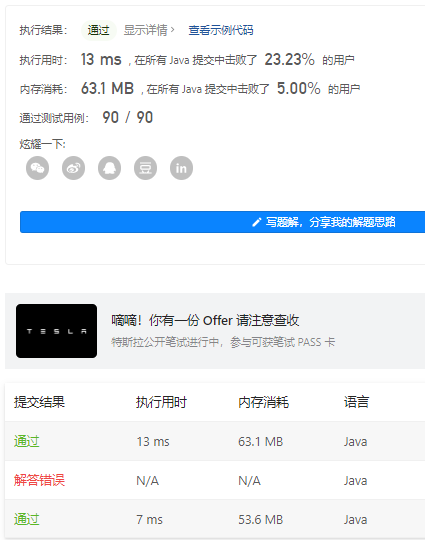 执行结果： 通过 显示详情 › 查看示例代码
执行用时： 13 ms , 在所有 Java 提交中击败了 23.23% 的用户
内存消耗： 63.1 MB , 在所有 Java 提交中击败了 5.00% 的用户
通过测试用例： 90 / 90
炫耀一下:
豆 in
写题解，分享我的解题思路
TESLA
嘀嘀！你有一份 Offer 请注意查收
特斯拉公开笔试进行中，参与可获笔试 PASS 卡
提交结果 执行用时 内存消耗 语言
通过 13 ms 63.1 MB Java
解答错误 N/A N/A Java
通过 7 ms 53.6 MB Java